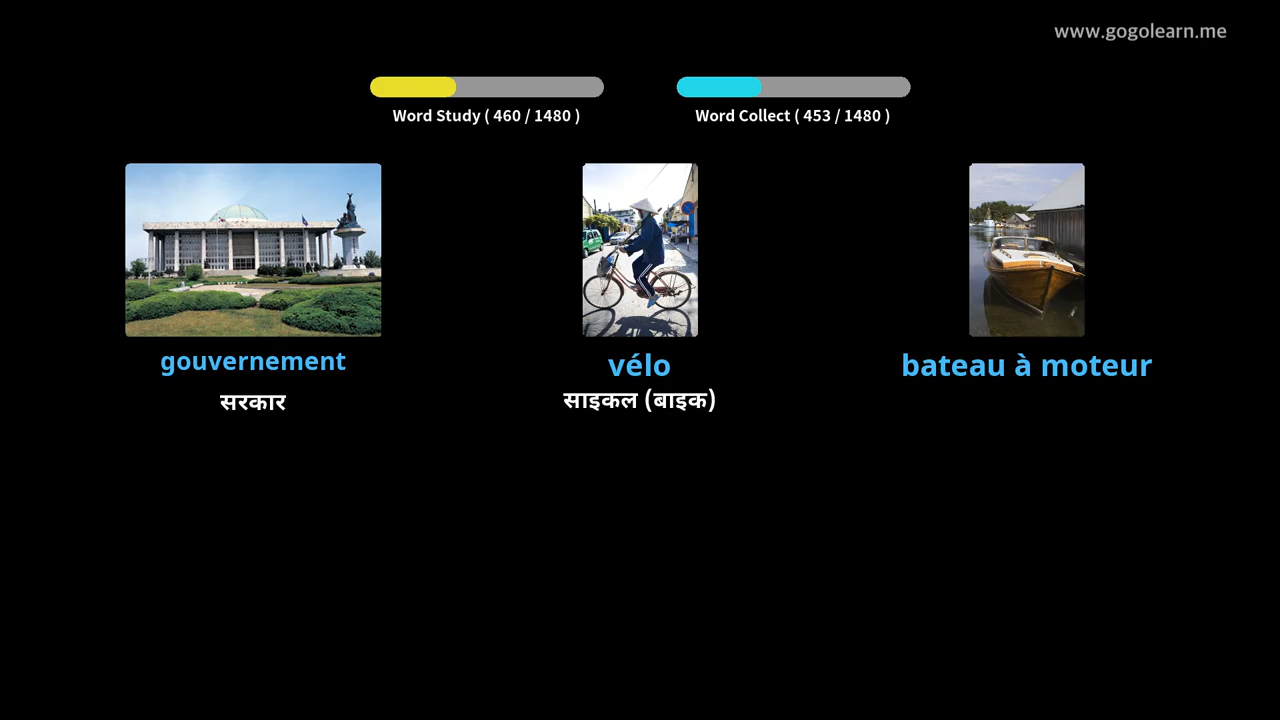 www.gogolearn.me
Word Study ( 460 / 1480 )
Word Collect ( 453 / 1480 )
gouvernement
सरकार
vélo
साइकल (बाइक)
bateau à moteur